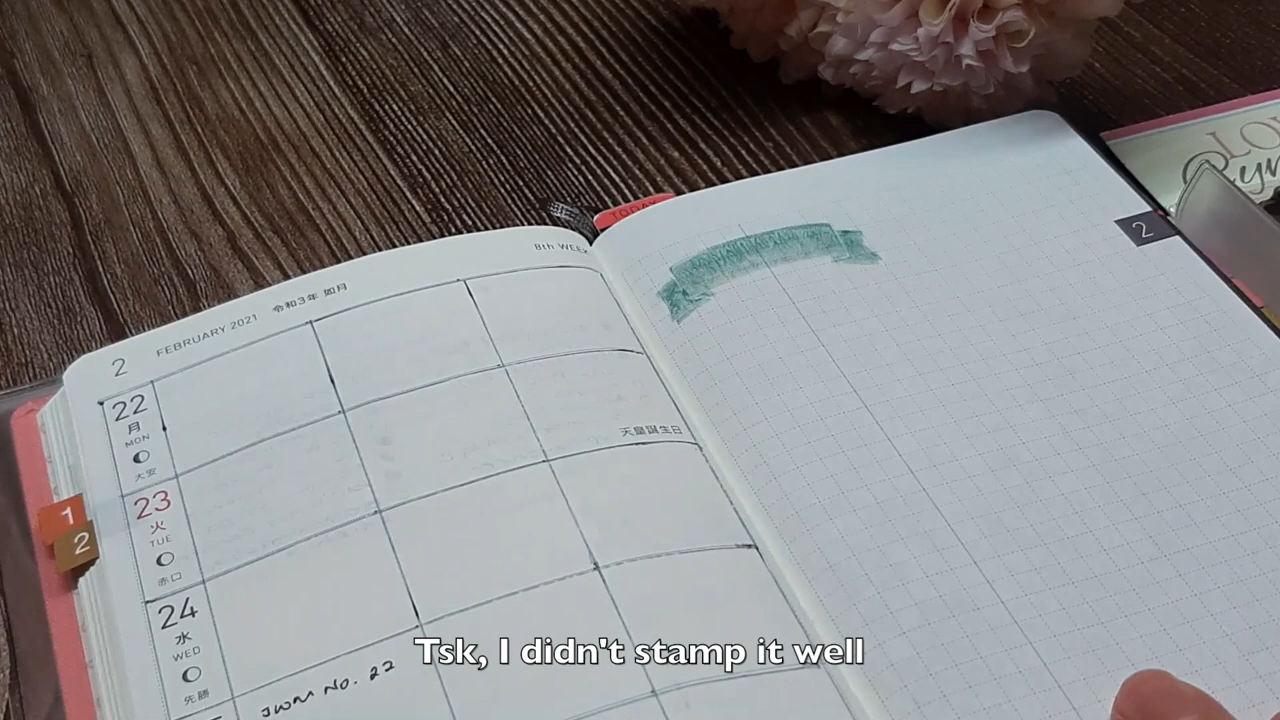 8th WEEK
2 FEBRUARY 2021 令和3年 如月
22
月
MON
大安
天皇誕生日
23
火
TUE
赤口
24
水
WED
先勝
JWM NO. 22
TODAY
2
1
2
Tsk, I didn't stamp it well